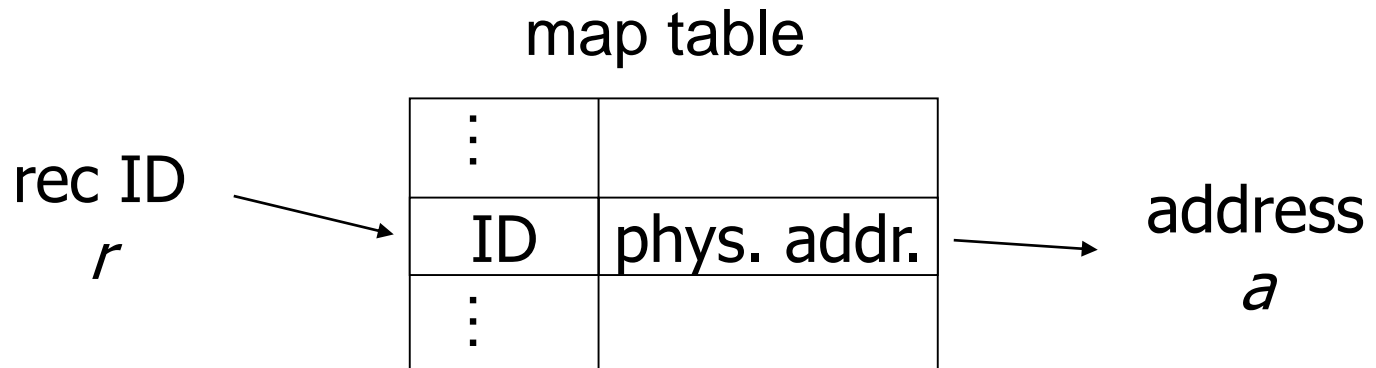 map table
⋮
rec ID
r
ID phys. addr.
address
a
⋮